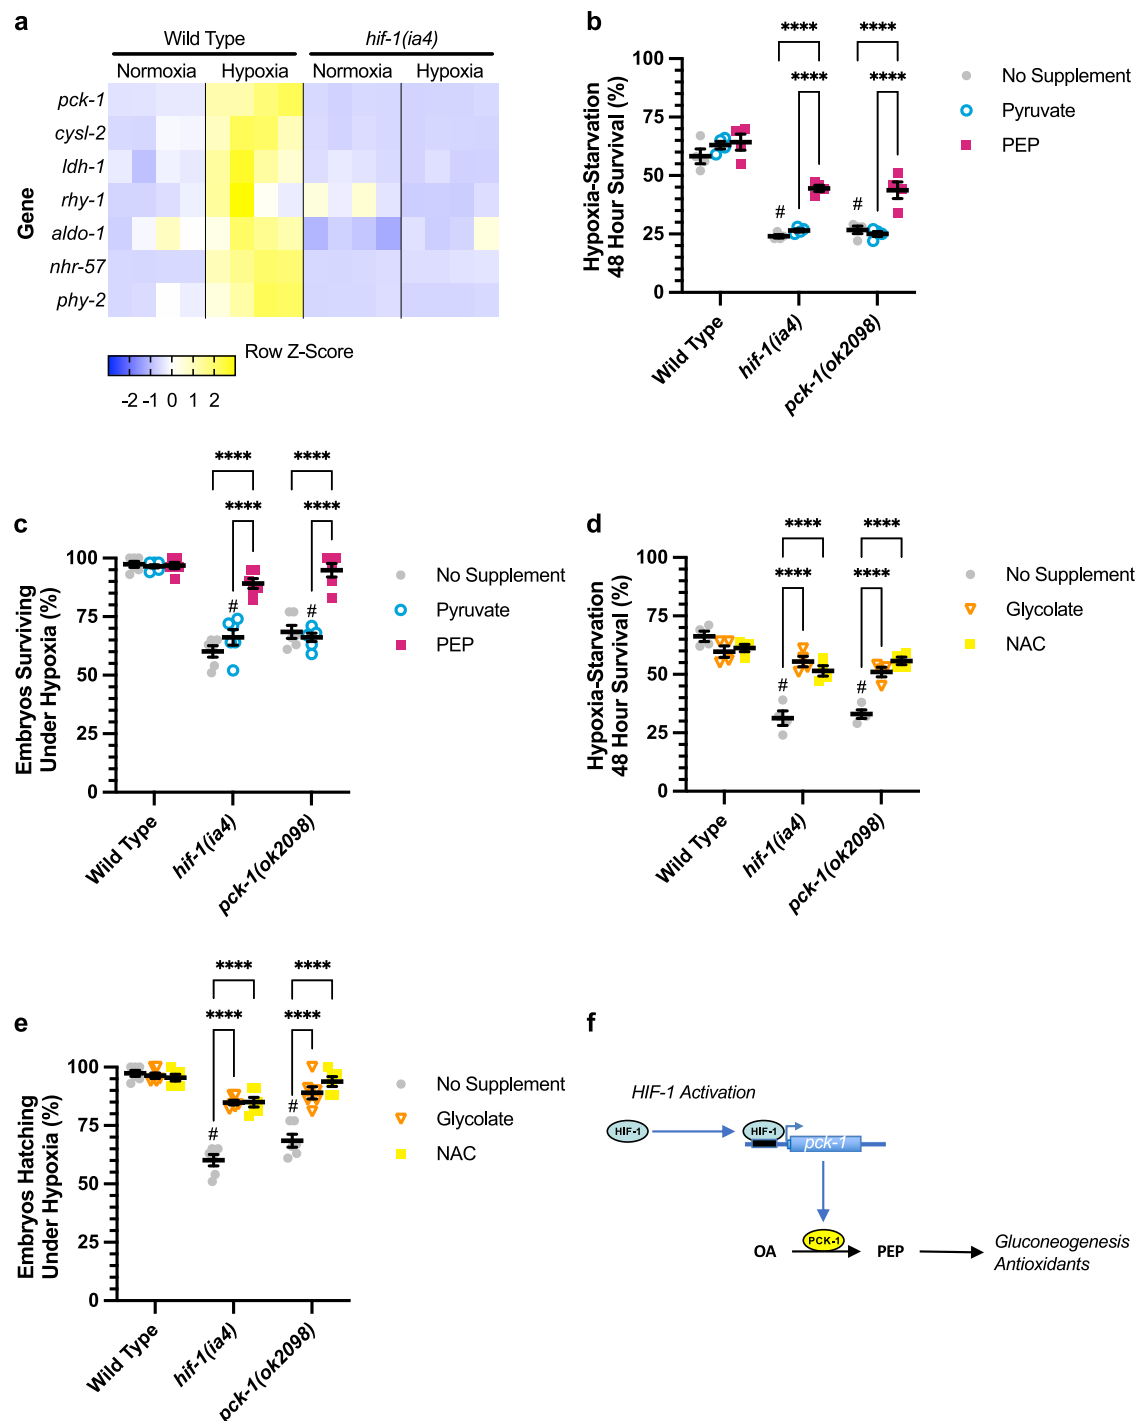 a
Wild Type
hif-1(ia4)
Normoxia
Hypoxia
Normoxia
Hypoxia
Gene
pck-1
cysl-2
ldh-1
rhy-1
aldo-1
nhr-57
phy-2
Row Z-Score
-2 -1 0 1 2
b
Hypoxia-Starvation
48 Hour Survival (%)
100
75
50
25
0
****
****
****
****
#
#
No Supplement
Pyruvate
PEP
Wild Type
hif-1(ia4)
pck-1(ok2098)
c
Embryos Surviving
Under Hypoxia (%)
100
75
50
25
0
****
****
****
****
#
#
No Supplement
Pyruvate
PEP
Wild Type
hif-1(ia4)
pck-1(ok2098)
d
Hypoxia-Starvation
48 Hour Survival (%)
100
75
50
25
0
****
****
****
****
#
#
No Supplement
Glycolate
NAC
Wild Type
hif-1(ia4)
pck-1(ok2098)
e
Embryos Hatching
Under Hypoxia (%)
100
75
50
25
0
****
****
****
****
#
#
No Supplement
Glycolate
NAC
Wild Type
hif-1(ia4)
pck-1(ok2098)
f
HIF-1 Activation
HIF-1
HIF-1
pck-1
PCK-1
OA
PEP
Gluconeogenesis
Antioxidants